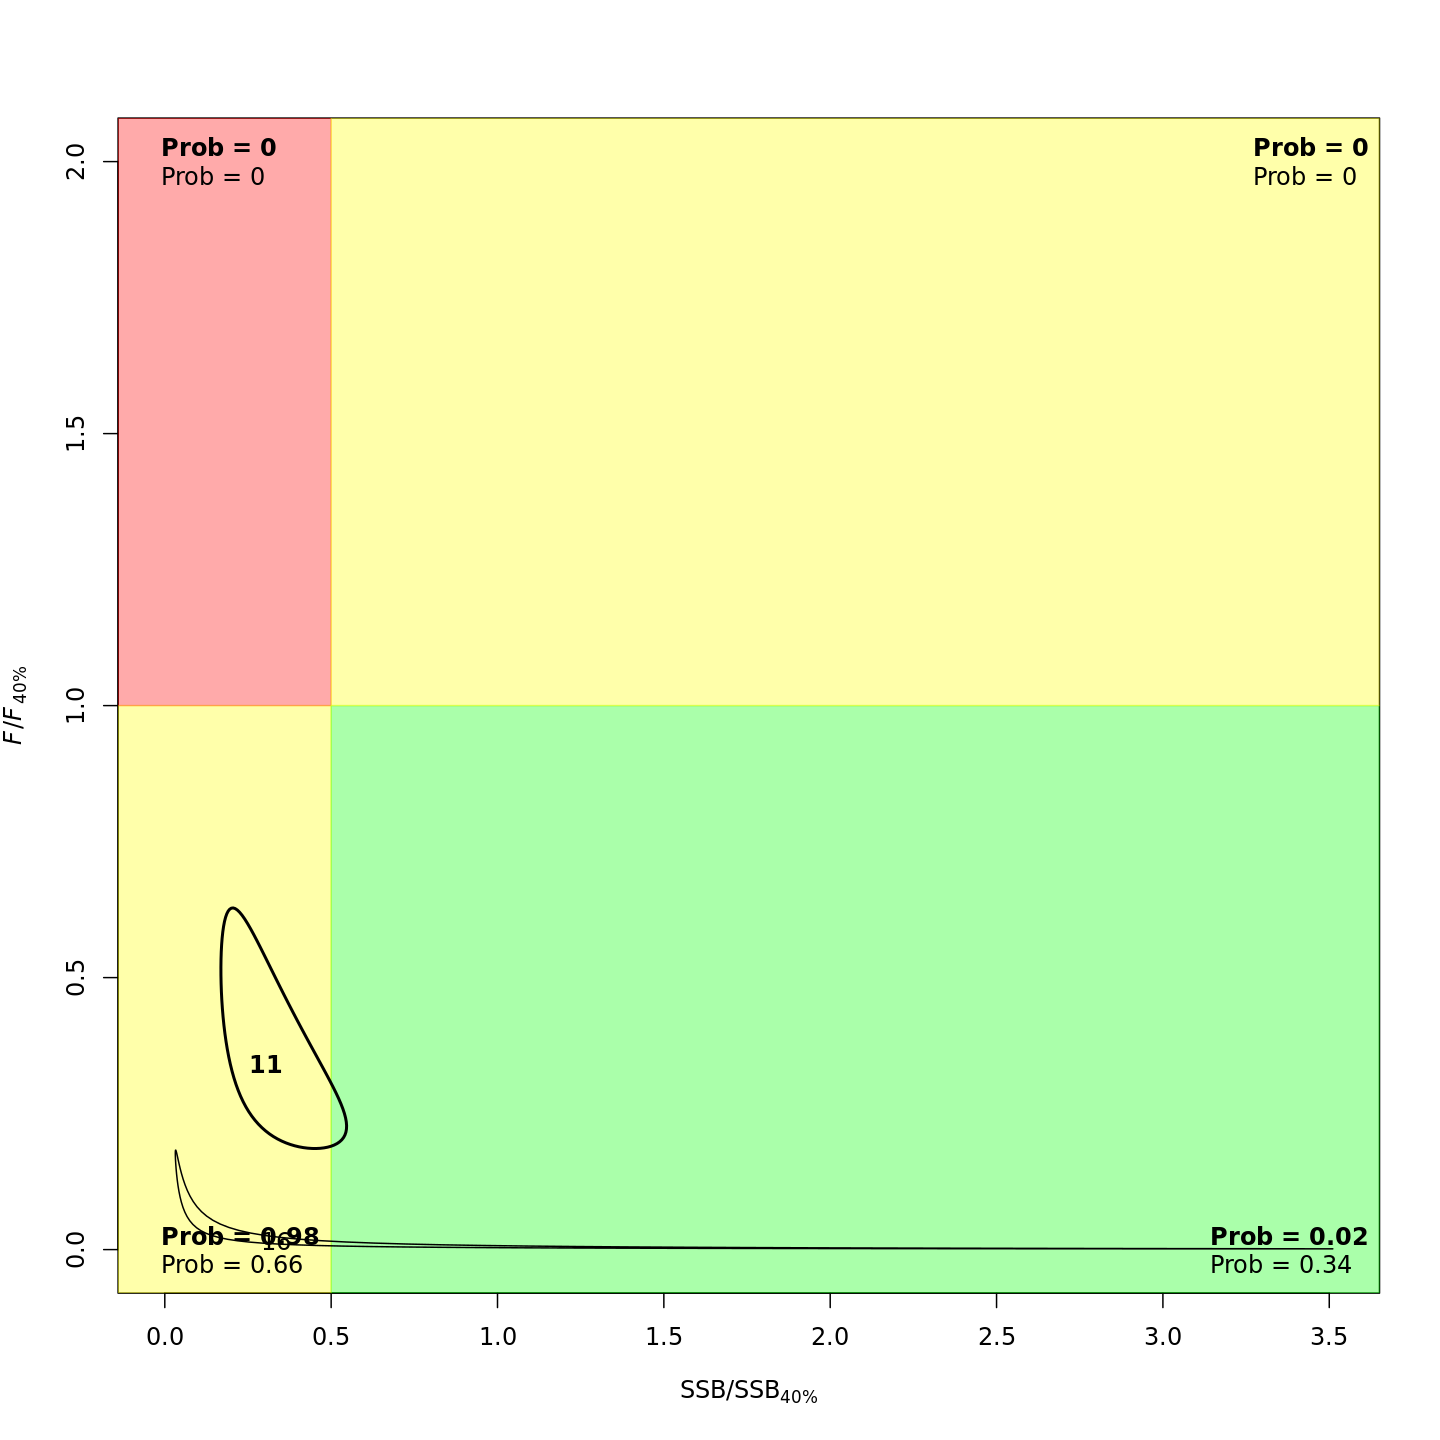 Prob = 0
Prob = 0
Prob = 0
Prob = 0
2.0
1.5
1.0
0.5
0.0
F/F40%
11
16
Prob = 0.98
Prob = 0.66
Prob = 0.02
Prob = 0.34
0.0 0.5 1.0 1.5 2.0 2.5 3.0 3.5
SSB/SSB40%